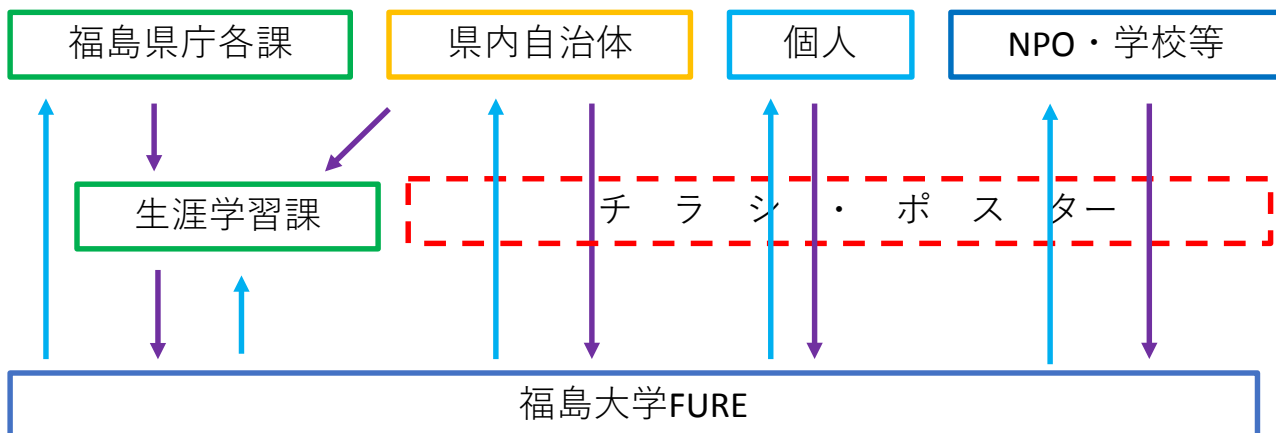 福島県庁各課
県内自治体
個人
NPO・学校等
生涯学習課
チラシ・ポスター
福島大学FURE